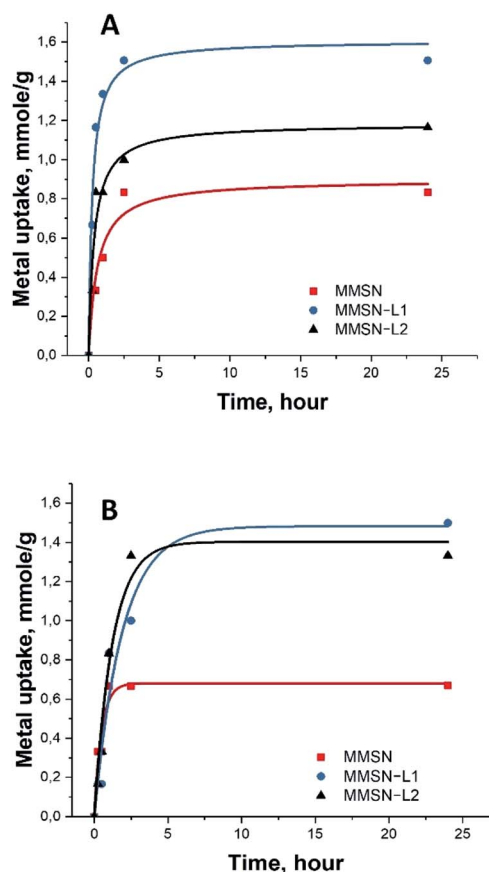 A
Metal uptake, mmole/g
1,6
1,4
1,2
1,0
0,8
0,6
0,4
0,2
0,0
MMSN
MMSN-L1
MMSN-L2
0 5 10 15 20 25
Time, hour
B
Metal uptake, mmole/g
1,6
1,4
1,2
1,0
0,8
0,6
0,4
0,2
0,0
MMSN
MMSN-L1
MMSN-L2
0 5 10 15 20 25
Time, hour